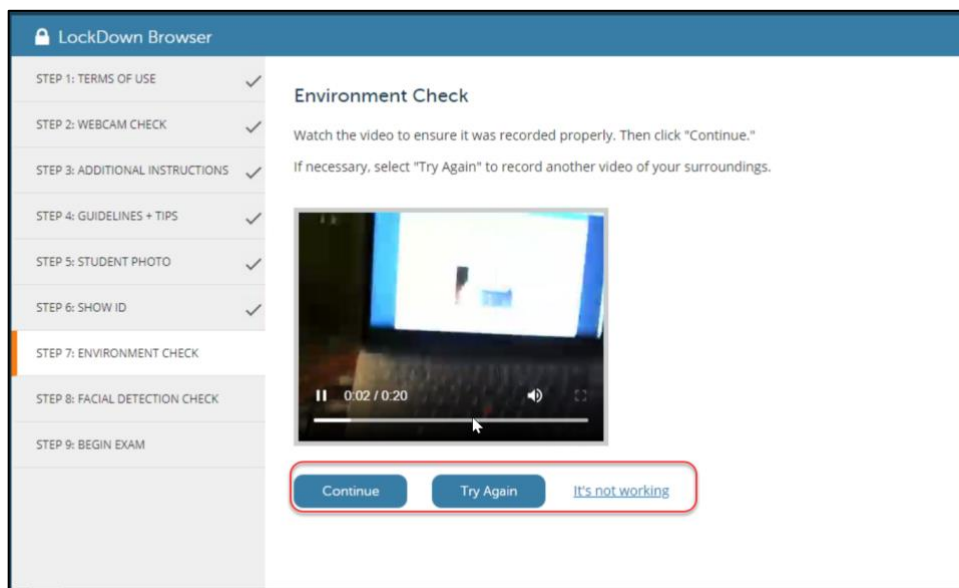 LockDown Browser
STEP 1: TERMS OF USE
STEP 2: WEBCAM CHECK
STEP 3: ADDITIONAL INSTRUCTIONS
STEP 4: GUIDELINES + TIPS
STEP 5: STUDENT PHOTO
STEP 6: SHOW ID
STEP 7: ENVIRONMENT CHECK
STEP 8: FACIAL DETECTION CHECK
STEP 9: BEGIN EXAM
Environment Check
Watch the video to ensure it was recorded properly. Then click "Continue."
If necessary, select "Try Again" to record another video of your surroundings.
0:02 / 0:20
Continue
Try Again
It's not working